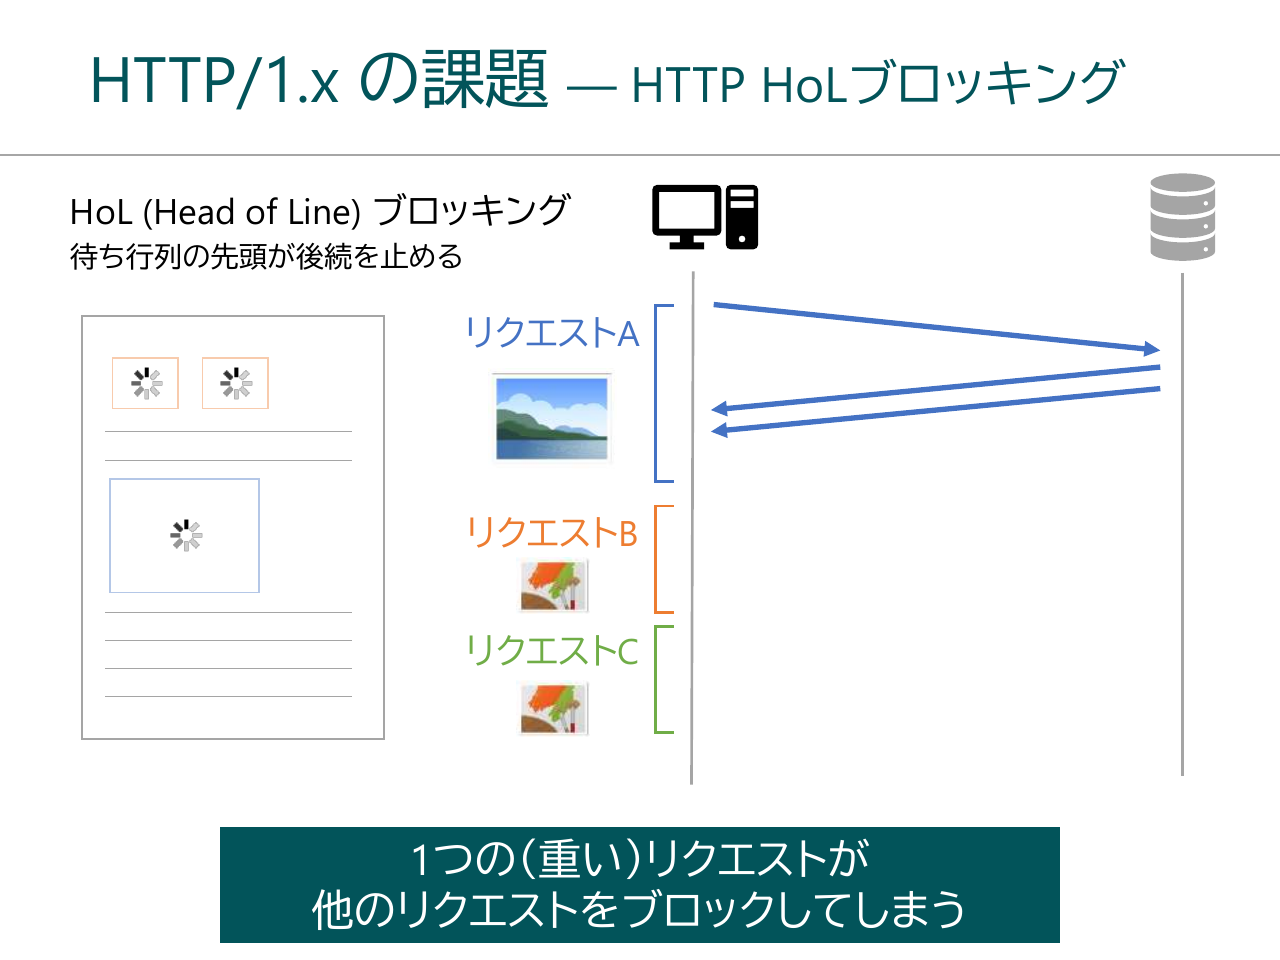 HTTP/1.x の課題 — HTTP HoLブロッキング
HoL (Head of Line) ブロッキング
待ち行列の先頭が後続を止める
リクエストA
リクエストB
リクエストC
1つの（重い）リクエストが
他のリクエストをブロックしてしまう